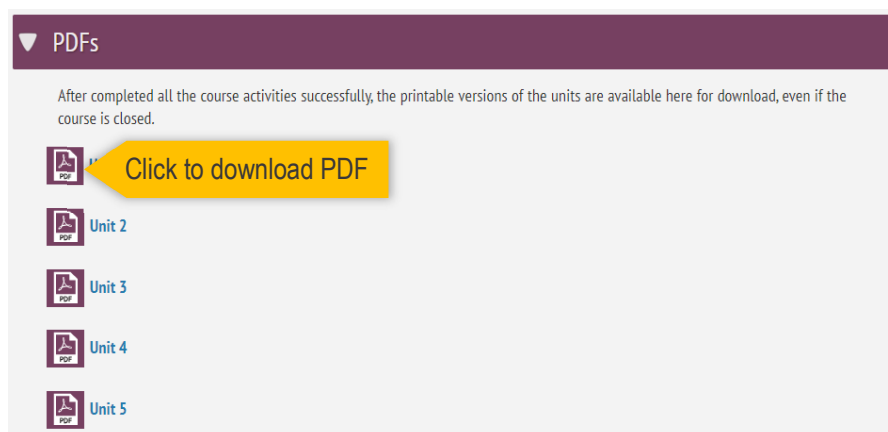 PDFs
After completed all the course activities successfully, the printable versions of the units are available here for download, even if the
course is closed.
PDF
Click to download PDF
PDF
Unit 2
PDF
Unit 3
PDF
Unit 4
PDF
Unit 5